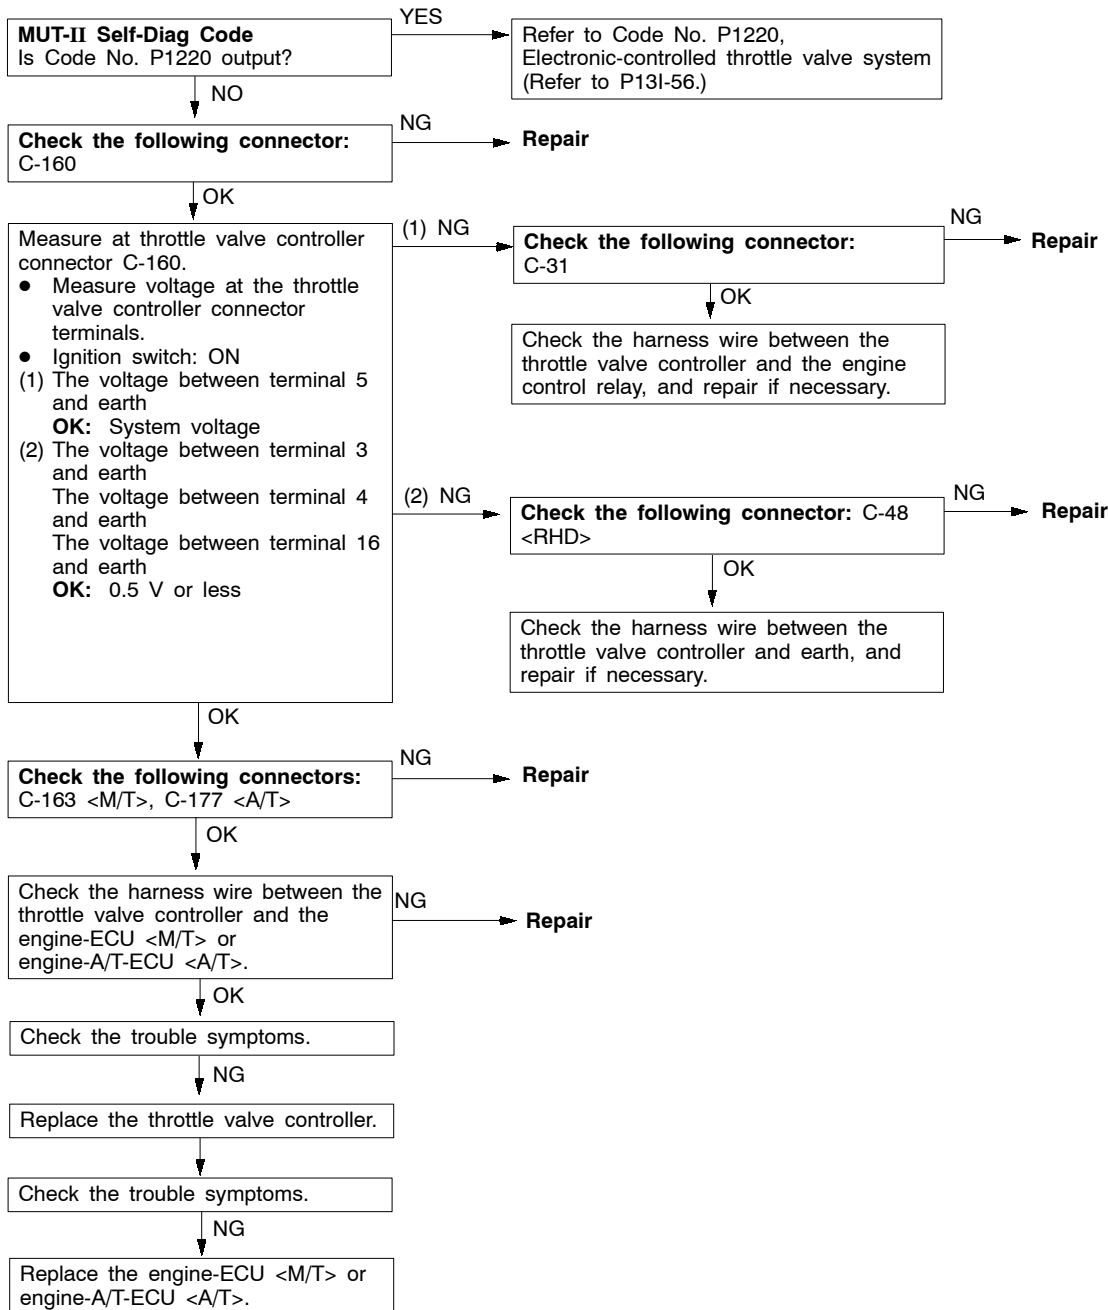 MUT-II Self-Diag Code
Is Code No. P1220 output?
YES
Refer to Code No. P1220,
Electronic-controlled throttle valve system
(Refer to P13I-56.)
NO
Check the following connector:
C-160
NG
Repair
OK
Measure at throttle valve controller
connector C-160.
● Measure voltage at the throttle
valve controller connector
terminals.
● Ignition switch: ON
(1) The voltage between terminal 5
and earth
OK: System voltage
(2) The voltage between terminal 3
and earth
The voltage between terminal 4
and earth
The voltage between terminal 16
and earth
OK: 0.5 V or less
(1) NG
Check the following connector:
C-31
NG
Repair
OK
Check the harness wire between the
throttle valve controller and the engine
control relay, and repair if necessary.
(2) NG
Check the following connector: C-48
<RHD>
NG
Repair
OK
Check the harness wire between the
throttle valve controller and earth, and
repair if necessary.
OK
Check the following connectors:
C-163 <M/T>, C-177 <A/T>
NG
Repair
OK
Check the harness wire between the
throttle valve controller and the
engine-ECU <M/T> or
engine-A/T-ECU <A/T>.
NG
Repair
OK
Check the trouble symptoms.
NG
Replace the throttle valve controller.
Check the trouble symptoms.
NG
Replace the engine-ECU <M/T> or
engine-A/T-ECU <A/T>.